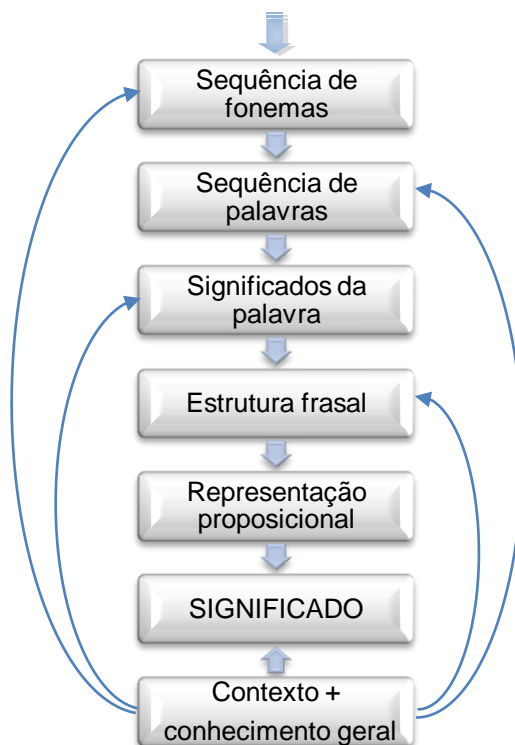 Sequência de
fonemas
Sequência de
palavras
Significados da
palavra
Estrutura frasal
Representação
proposicional
SIGNIFICADO
Contexto +
conhecimento geral